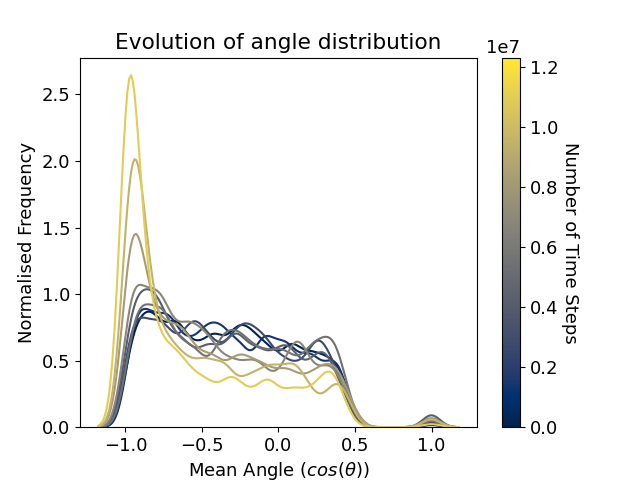 Evolution of angle distribution
1e7
2.5
2.0
1.5
1.0
0.5
0.0
−1.0 −0.5 0.0 0.5 1.0
Normalised Frequency
Mean Angle (cos(θ))
1.2
1.0
0.8
0.6
0.4
0.2
0.0
Number of Time Steps